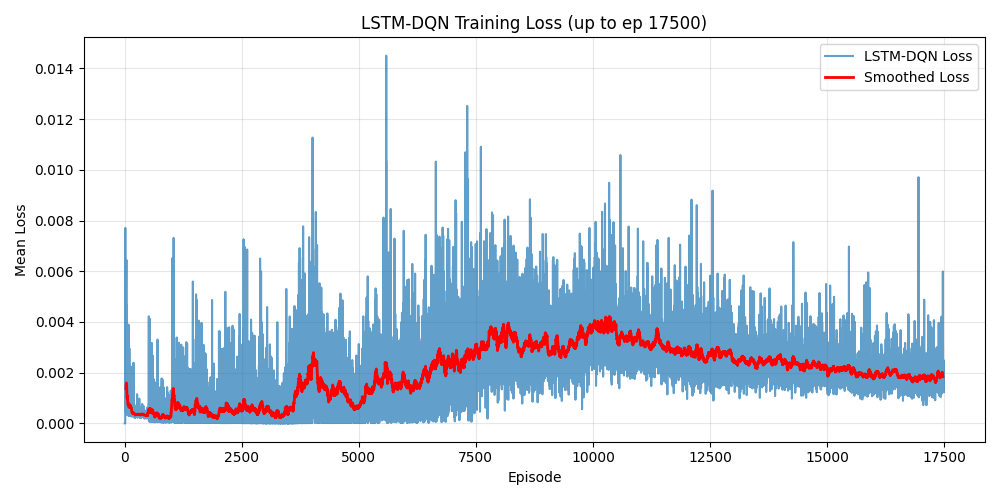 LSTM-DQN Training Loss (up to ep 17500)
LSTM-DQN Loss
Smoothed Loss
Mean Loss
0.014
0.012
0.010
0.008
0.006
0.004
0.002
0.000
0 2500 5000 7500 10000 12500 15000 17500
Episode